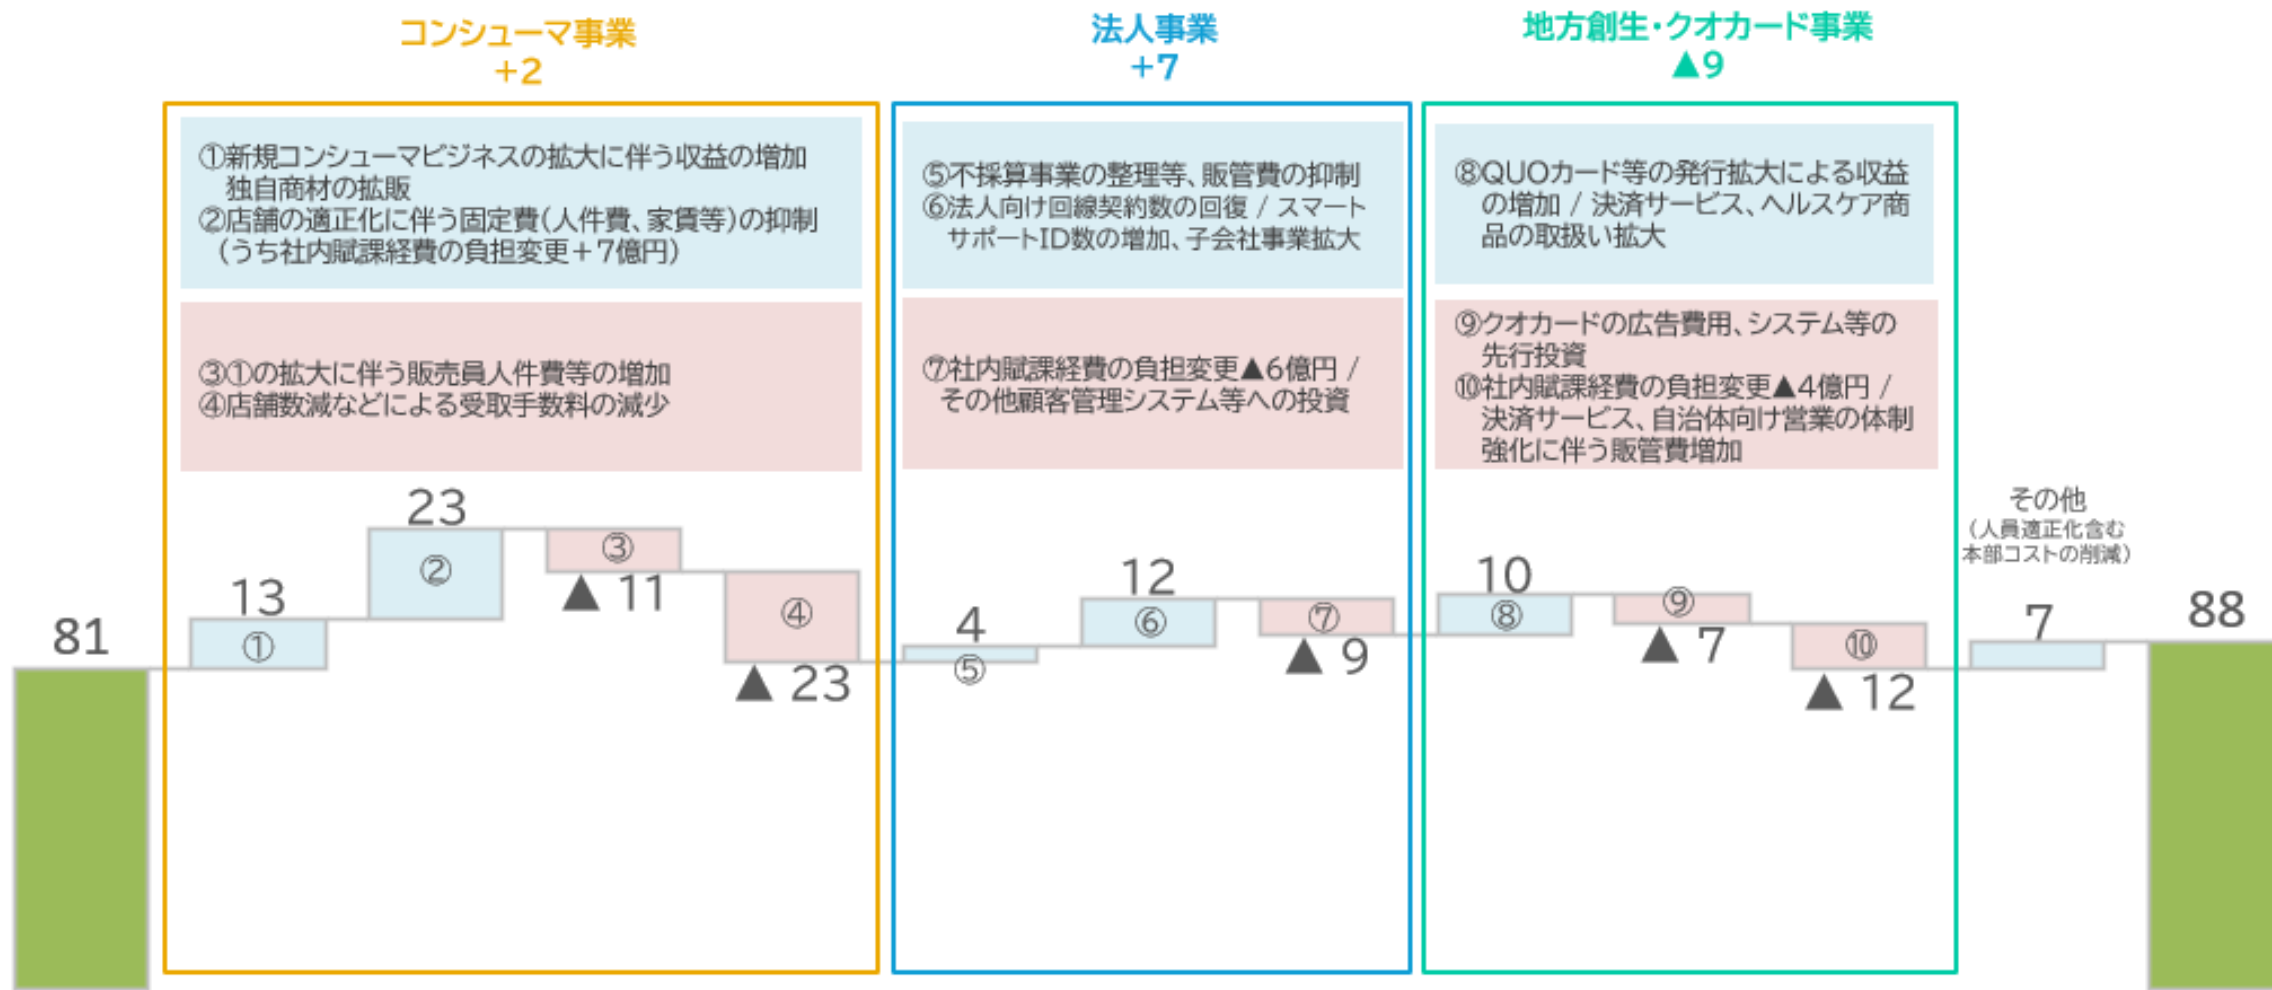 コンシューマ事業
+2
法人事業
+7
地方創生・クオカード事業
▲9
①新規コンシューマビジネスの拡大に伴う収益の増加
独自商材の拡販
②店舗の適正化に伴う固定費(人件費、家賃等)の抑制
(うち社内賦課経費の負担変更+7億円)
③①の拡大に伴う販売員人件費等の増加
④店舗数減などによる受取手数料の減少
⑤不採算事業の整理等、販管費の抑制
⑥法人向け回線契約数の回復 / スマート
サポートID数の増加、子会社事業拡大
⑦社内賦課経費の負担変更▲6億円 /
その他顧客管理システム等への投資
⑧QUOカード等の発行拡大による収益
の増加 / 決済サービス、ヘルスケア商
品の取扱い拡大
⑨クオカードの広告費用、システム等の
先行投資
⑩社内賦課経費の負担変更▲4億円 /
決済サービス、自治体向け営業の体制
強化に伴う販管費増加
81
13
①
23
②
③
▲ 11
④
▲ 23
4
⑤
12
⑥
⑦
▲ 9
10
⑧
⑨
▲ 7
⑩
▲ 12
その他
(人員適正化含む
本部コストの削減)
7
88